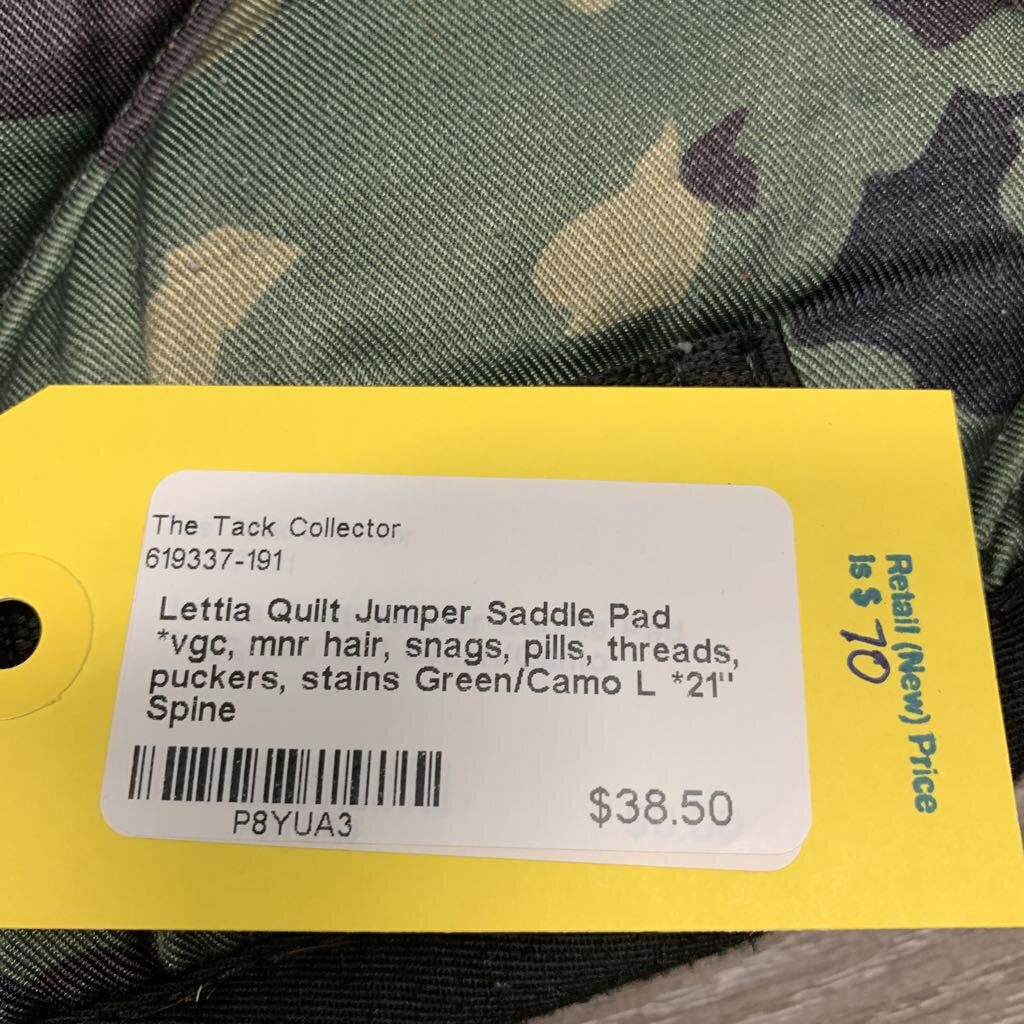 The Tack Collector
619337-191
Lettia Quilt Jumper Saddle Pad
*vgc, mnr hair, snags, pills, threads,
puckers, stains Green/Camo L *21"
Spine
P8YUA3
$38.50
Retail (New) Price
Is $ 70